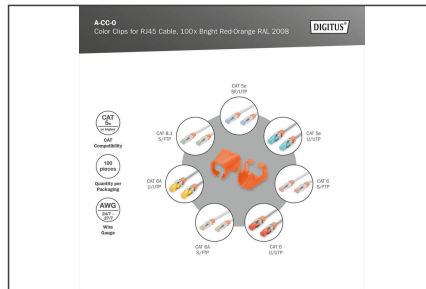 A-CC-O
Color Clips for RJ45 Cable, 100x Bright Red-Orange RAL 2008
DIGITUS®
CAT 5e
SF/UTP
CAT 8.1
S/FTP
CAT 5e
U/UTP
CAT
5e
or higher
CAT
Compatibility
100
pieces
Quantity per
Packaging
CAT 6A
U/UTP
CAT 6
S/FTP
AWG
24/7 -
27/7
Wire
Gauge
CAT 6A
S/FTP
CAT 6
U/UTP